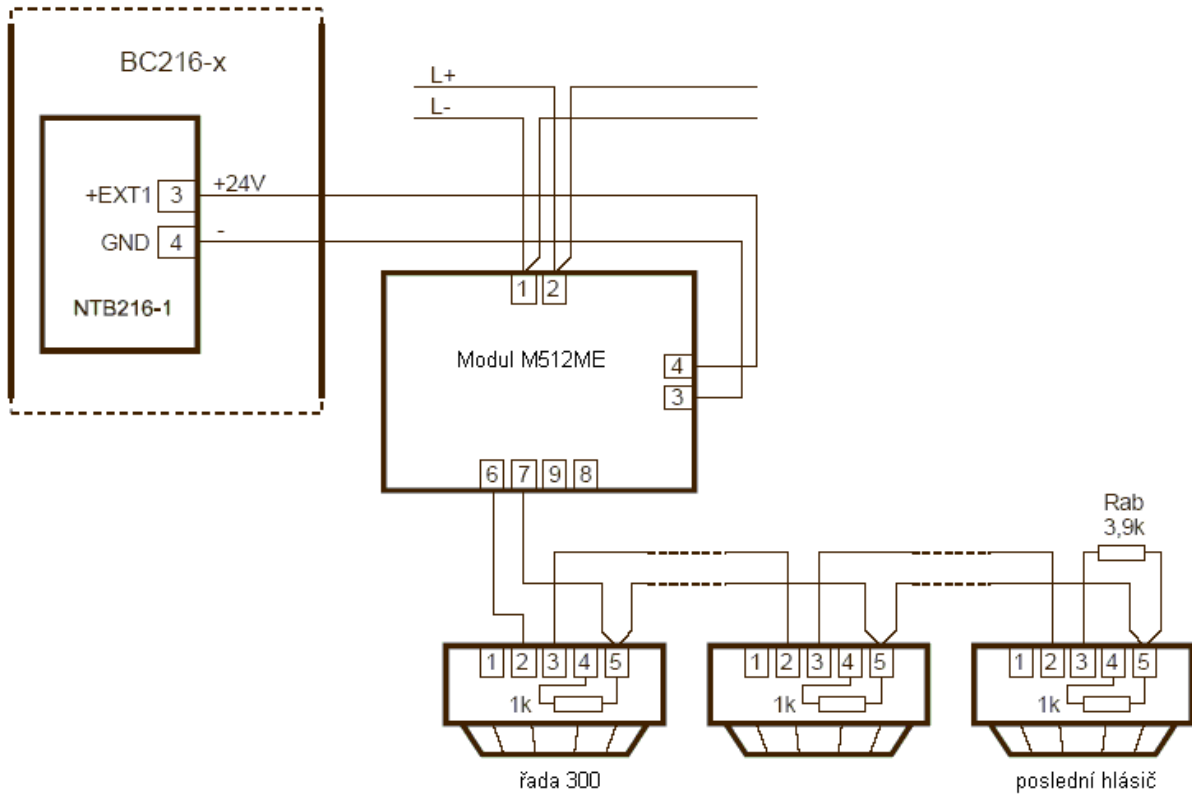 BC216-x
L+
L-
+EXT1 3 +24V
GND 4 -
NTB216-1
1 2
Modul M512ME
4
3
6 7 9 8
Rab
3,9k
1 2 3 4 5
1k
1 2 3 4 5
1k
1 2 3 4 5
1k
řada 300
poslední hlásič